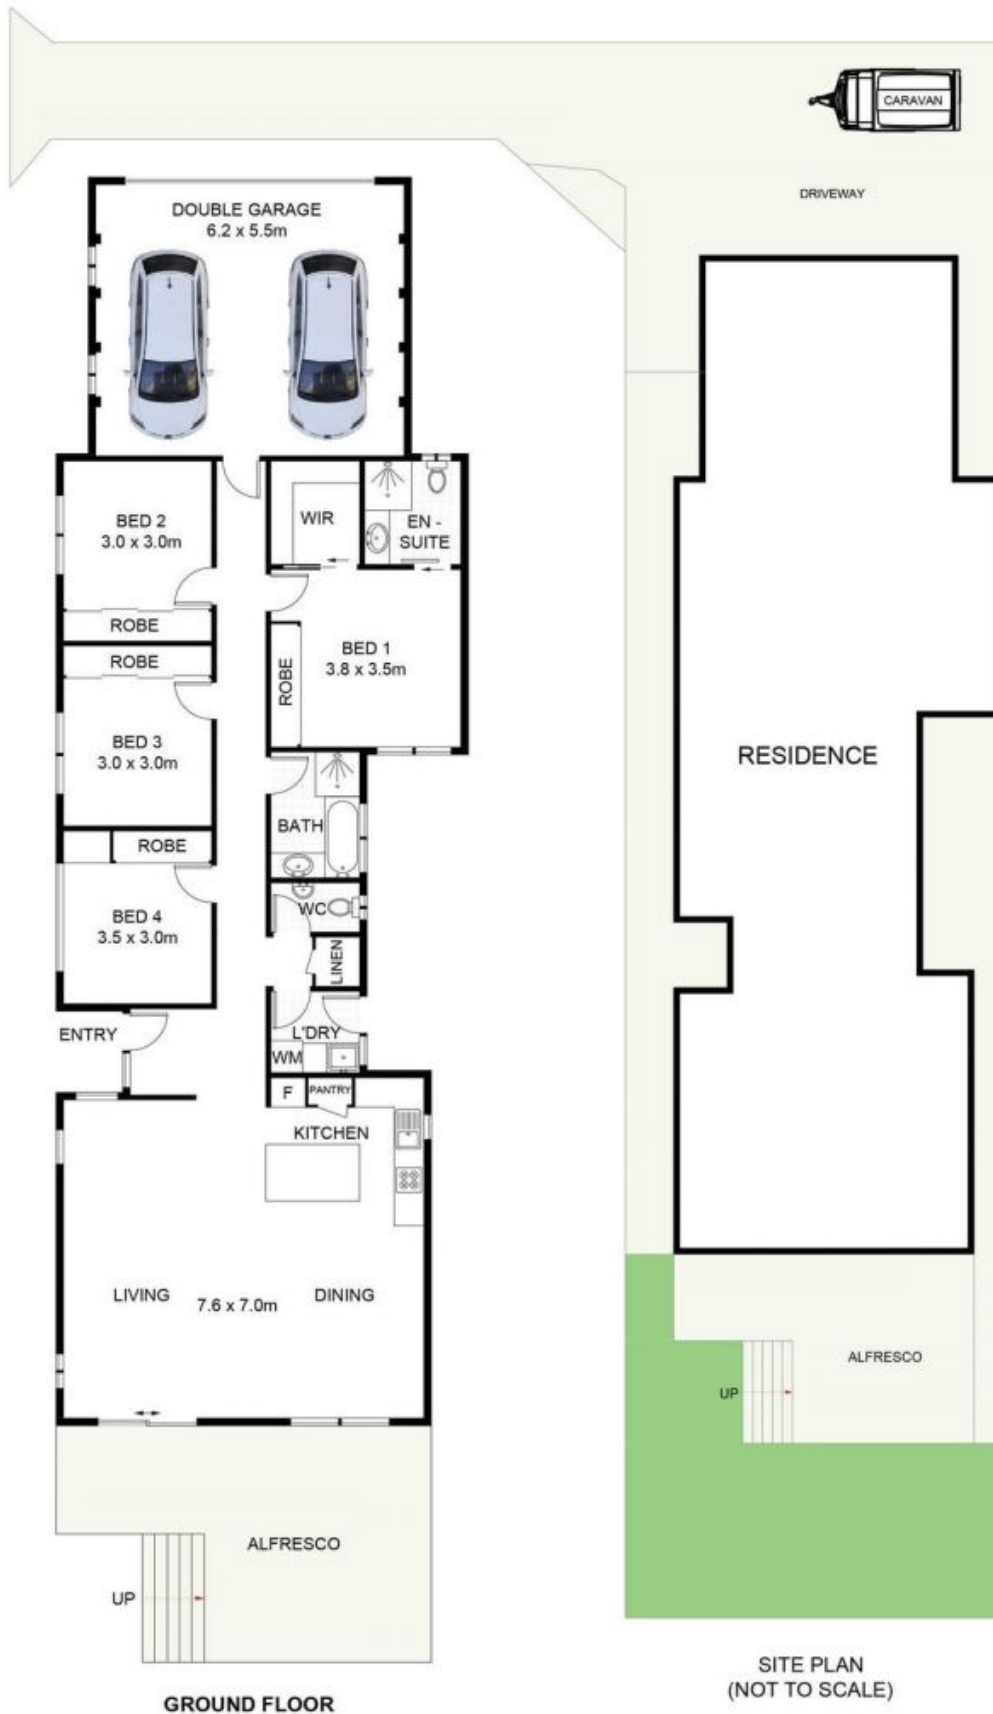 CARAVAN
DRIVEWAY
DOUBLE GARAGE
6.2 x 5.5m
BED 2
3.0 x 3.0m
ROBE
WIR
EN -
SUITE
ROBE
BED 3
3.0 x 3.0m
BED 1
3.8 x 3.5m
ROBE
ROBE
BED 4
3.5 x 3.0m
BATH
WC
LINEN
ENTRY
L'DRY
WM
F
PANTRY
KITCHEN
LIVING
7.6 x 7.0m
DINING
ALFRESCO
UP
GROUND FLOOR
RESIDENCE
ALFRESCO
UP
SITE PLAN
(NOT TO SCALE)